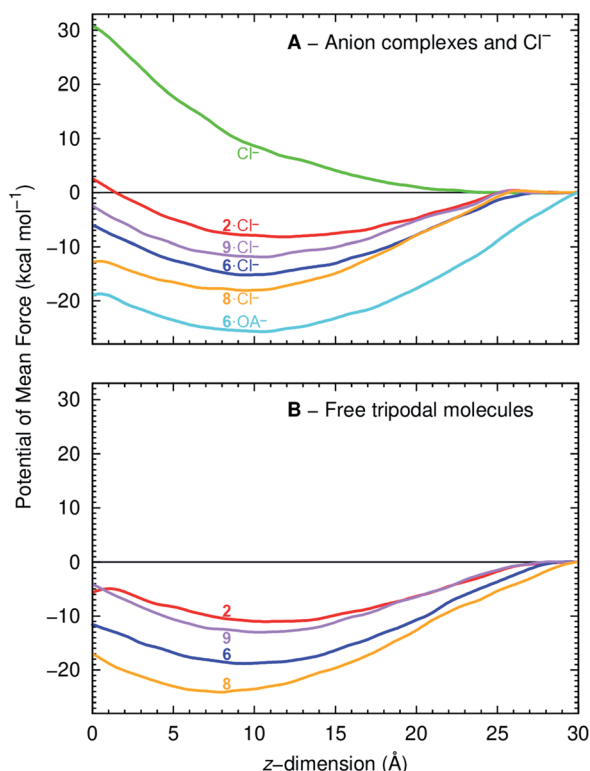 30
A – Anion complexes and Cl⁻
20
10
Cl⁻
0
2·Cl⁻
9·Cl⁻
−10
6·Cl⁻
8·Cl⁻
−20
6·OA⁻
Potential of Mean Force (kcal mol⁻¹)
30
B – Free tripodal molecules
20
10
0
2
−10
9
6
−20
8
0 5 10 15 20 25 30
z−dimension (Å)